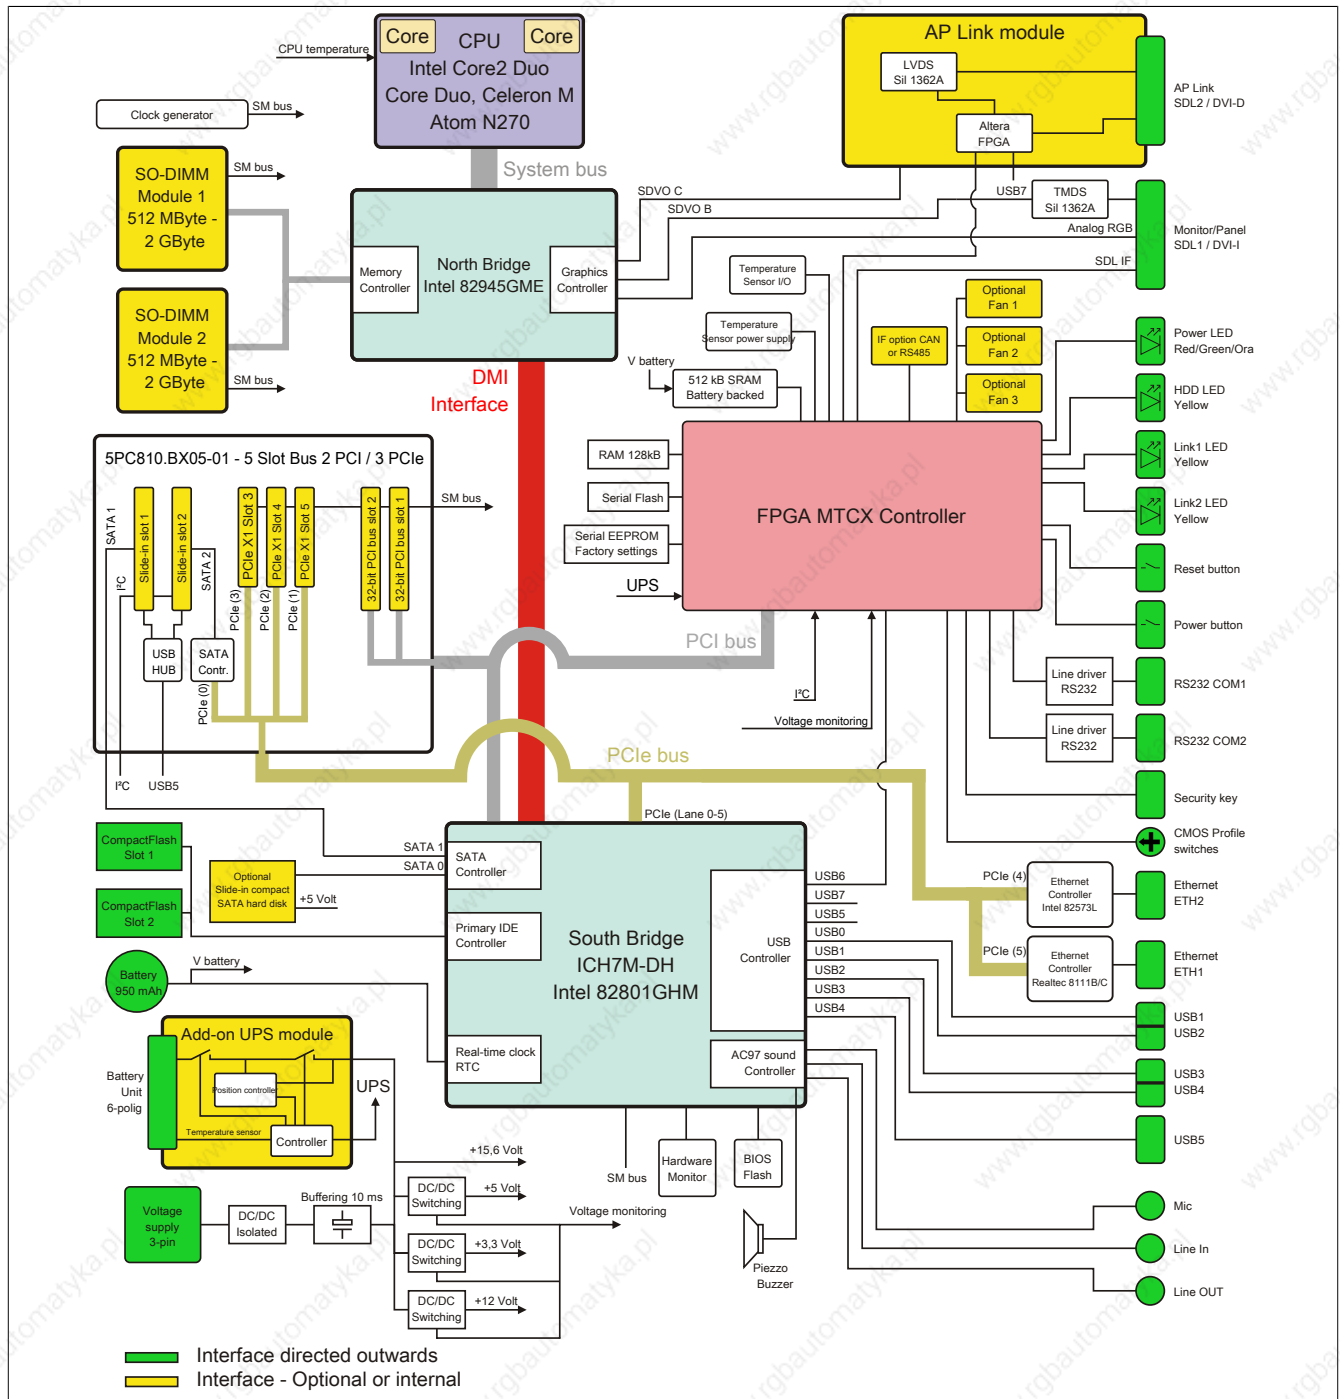 Core
CPU
Core
Intel Core2 Duo
Core Duo, Celeron M
Atom N270
CPU temperature
Clock generator
SM bus
AP Link module
LVDS
Sil 1362A
Altera
FPGA
AP Link
SDL2 / DVI-D
SO-DIMM
Module 1
512 MByte -
2 GByte
SM bus
SO-DIMM
Module 2
512 MByte -
2 GByte
SM bus
System bus
Memory
Controller
North Bridge
Intel 82945GME
Graphics
Controller
SDVO C
SDVO B
USB7
TMDS
Sil 1362A
Analog RGB
SDL IF
Monitor/Panel
SDL1 / DVI-I
Temperature
Sensor I/O
Temperature
Sensor power supply
V battery
512 kB SRAM
Battery backed
IF option CAN
or RS485
Optional
Fan 1
Optional
Fan 2
Optional
Fan 3
Power LED
Red/Green/Ora
HDD LED
Yellow
Link1 LED
Yellow
Link2 LED
Yellow
Reset button
Power button
DMI
Interface
5PC810.BX05-01 - 5 Slot Bus 2 PCI / 3 PCIe
SATA 1
Slide-in slot 1
Slide-in slot 2
SATA 2
PCIe X1 Slot 3
PCIe X1 Slot 4
PCIe X1 Slot 5
32-bit PCI bus slot 2
32-bit PCI bus slot 1
SM bus
I²C
PCIe (3)
PCIe (2)
PCIe (1)
USB
HUB
SATA
Contr.
PCIe (0)
I²C
USB5
RAM 128kB
Serial Flash
Serial EEPROM
Factory settings
UPS
FPGA MTCX Controller
PCI bus
I²C
Voltage monitoring
Line driver
RS232
RS232 COM1
Line driver
RS232
RS232 COM2
Security key
CMOS Profile
switches
PCIe bus
PCIe (Lane 0-5)
CompactFlash
Slot 1
CompactFlash
Slot 2
Optional
Slide-in compact
SATA hard disk
+5 Volt
SATA 1
SATA 0
SATA
Controller
Primary IDE
Controller
South Bridge
ICH7M-DH
Intel 82801GHM
Real-time clock
RTC
USB
Controller
AC97 sound
Controller
USB6
USB7
USB5
USB0
USB1
USB2
USB3
USB4
PCIe (4)
Ethernet
Controller
Intel 82573L
Ethernet
ETH2
PCIe (5)
Ethernet
Controller
Realtec 8111B/C
Ethernet
ETH1
USB1
USB2
USB3
USB4
USB5
Mic
Line In
Line OUT
Battery
950 mAh
V battery
Add-on UPS module
Battery
Unit
6-polig
Position controller
Temperature sensor
Controller
UPS
+15,6 Volt
Voltage
supply
3-pin
DC/DC
Isolated
Buffering 10 ms
DC/DC
Switching
+5 Volt
DC/DC
Switching
+3,3 Volt
DC/DC
Switching
+12 Volt
Voltage monitoring
SM bus
Hardware
Monitor
BIOS
Flash
Piezzo
Buzzer
Interface directed outwards
Interface - Optional or internal
www.rgbautomatyka.pl